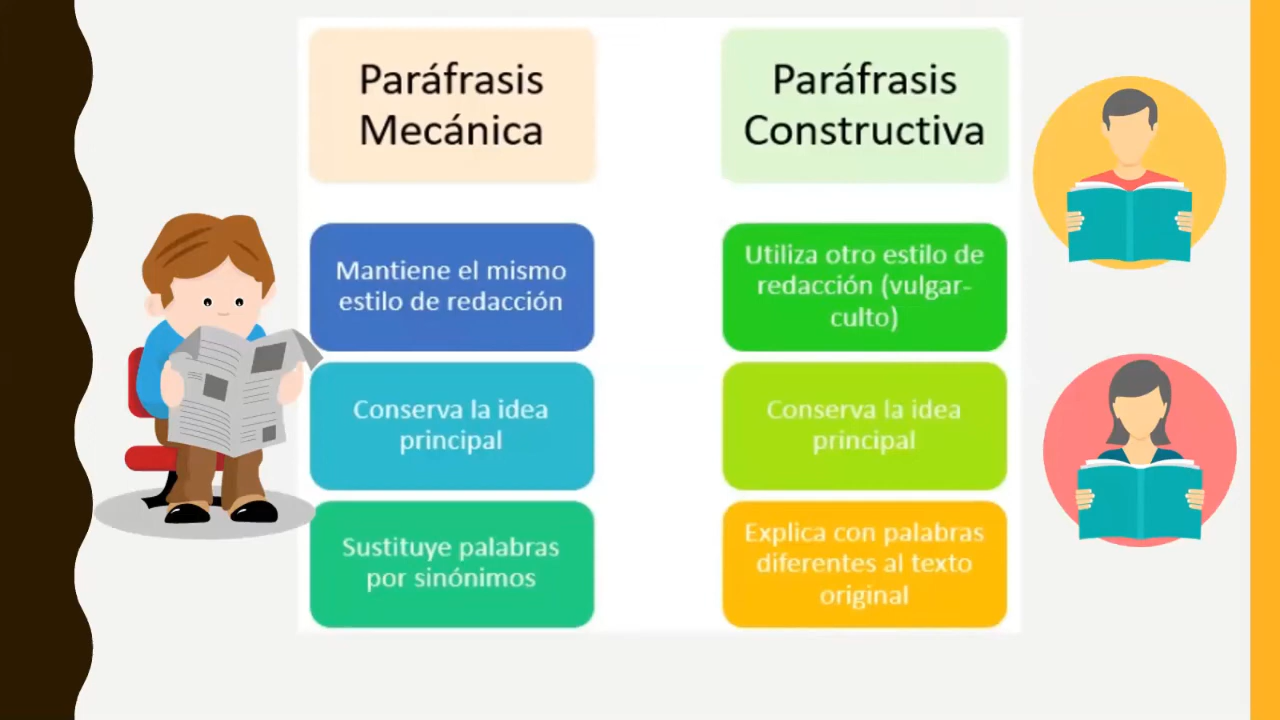 Paráfrasis
Mecánica
Mantiene el mismo
estilo de redacción
Conserva la idea
principal
Sustituye palabras
por sinónimos
Paráfrasis
Constructiva
Utiliza otro estilo de
redacción (vulgar-
culto)
Conserva la idea
principal
Explica con palabras
diferentes al texto
original